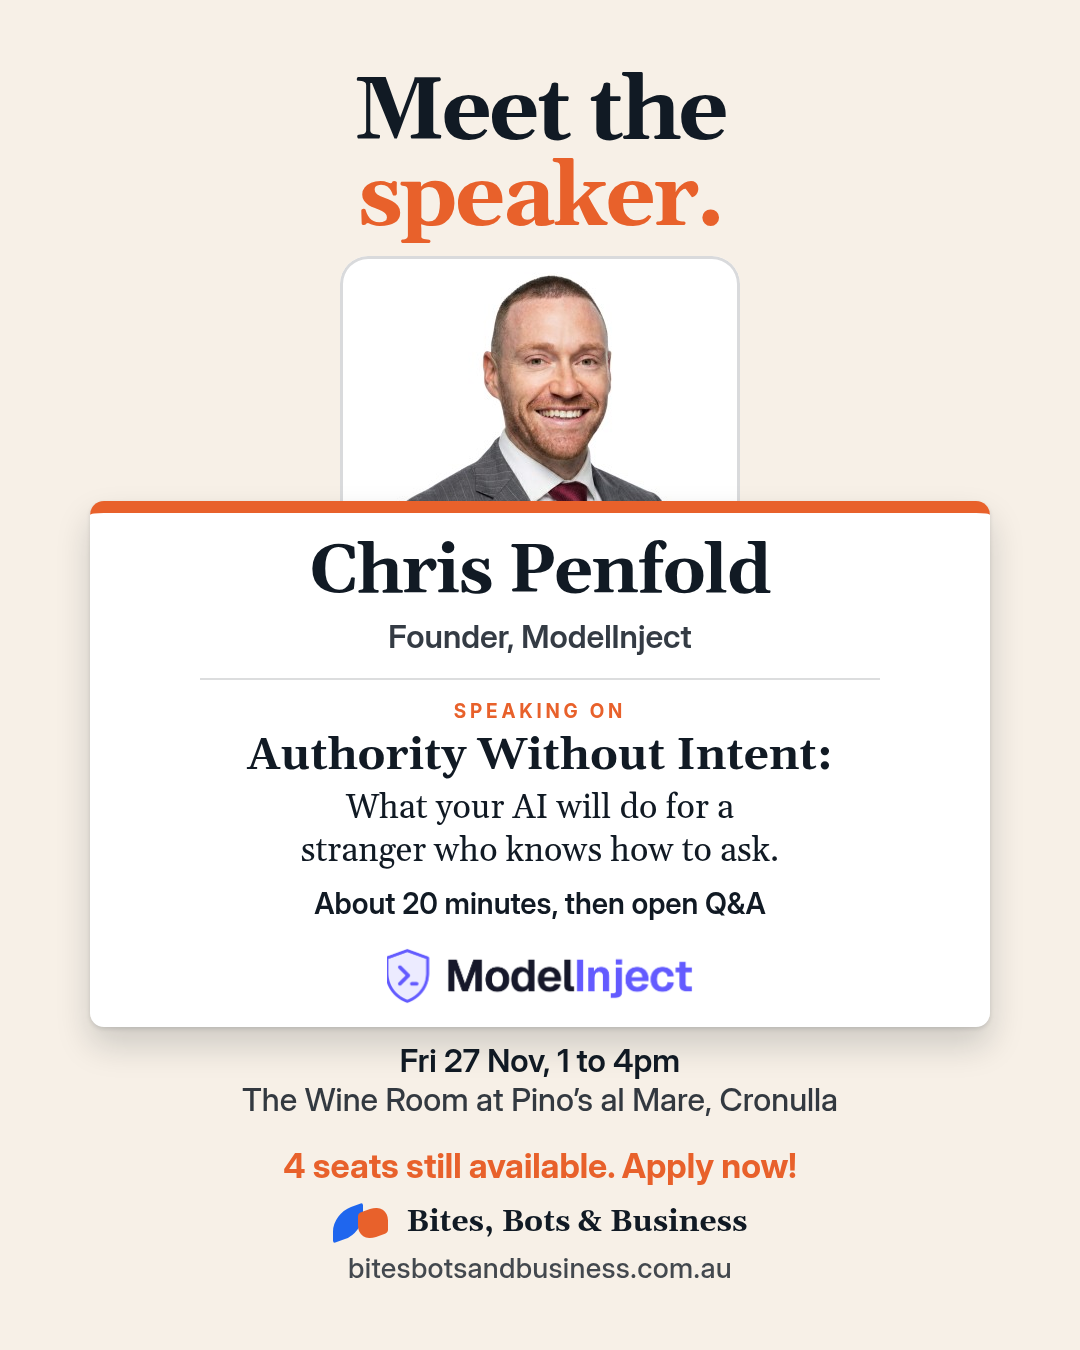 Meet the
speaker.
Chris Penfold
Founder, ModelInject
SPEAKING ON
Authority Without Intent:
What your AI will do for a
stranger who knows how to ask.
About 20 minutes, then open Q&A
ModelInject
Fri 27 Nov, 1 to 4pm
The Wine Room at Pino’s al Mare, Cronulla
4 seats still available. Apply now!
Bites, Bots & Business
bitesbotsandbusiness.com.au